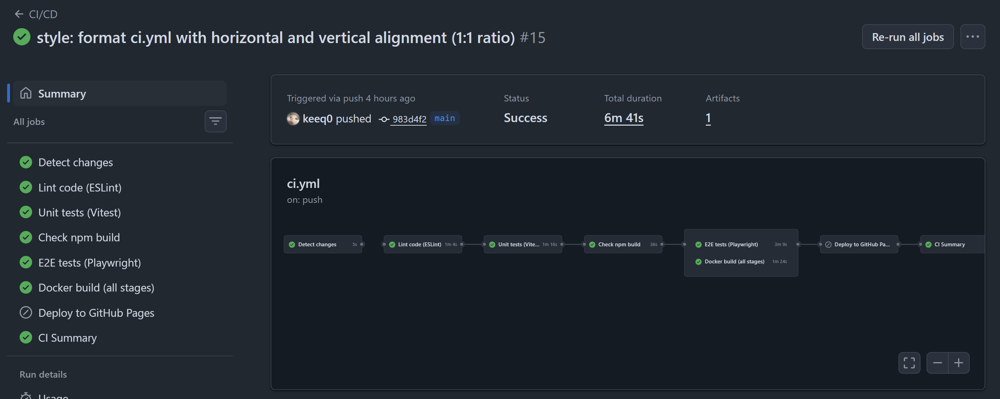 CI/CD
style: format ci.yml with horizontal and vertical alignment (1:1 ratio) #15
Re-run all jobs
Summary
All jobs
Detect changes
Lint code (ESLint)
Unit tests (Vitest)
Check npm build
E2E tests (Playwright)
Docker build (all stages)
Deploy to GitHub Pages
CI Summary
Run details
Usage
Triggered via push 4 hours ago
keeq0 pushed 983d4f2 main
Status
Success
Total duration
6m 41s
Artifacts
1
ci.yml
on: push
Detect changes 5s
Lint code (ESLint) 1m 4s
Unit tests (Vite... 1m 16s
Check npm build 36s
E2E tests (Playwright) 3m 9s
Docker build (all stages) 1m 24s
Deploy to GitHub Pa...
CI Summary